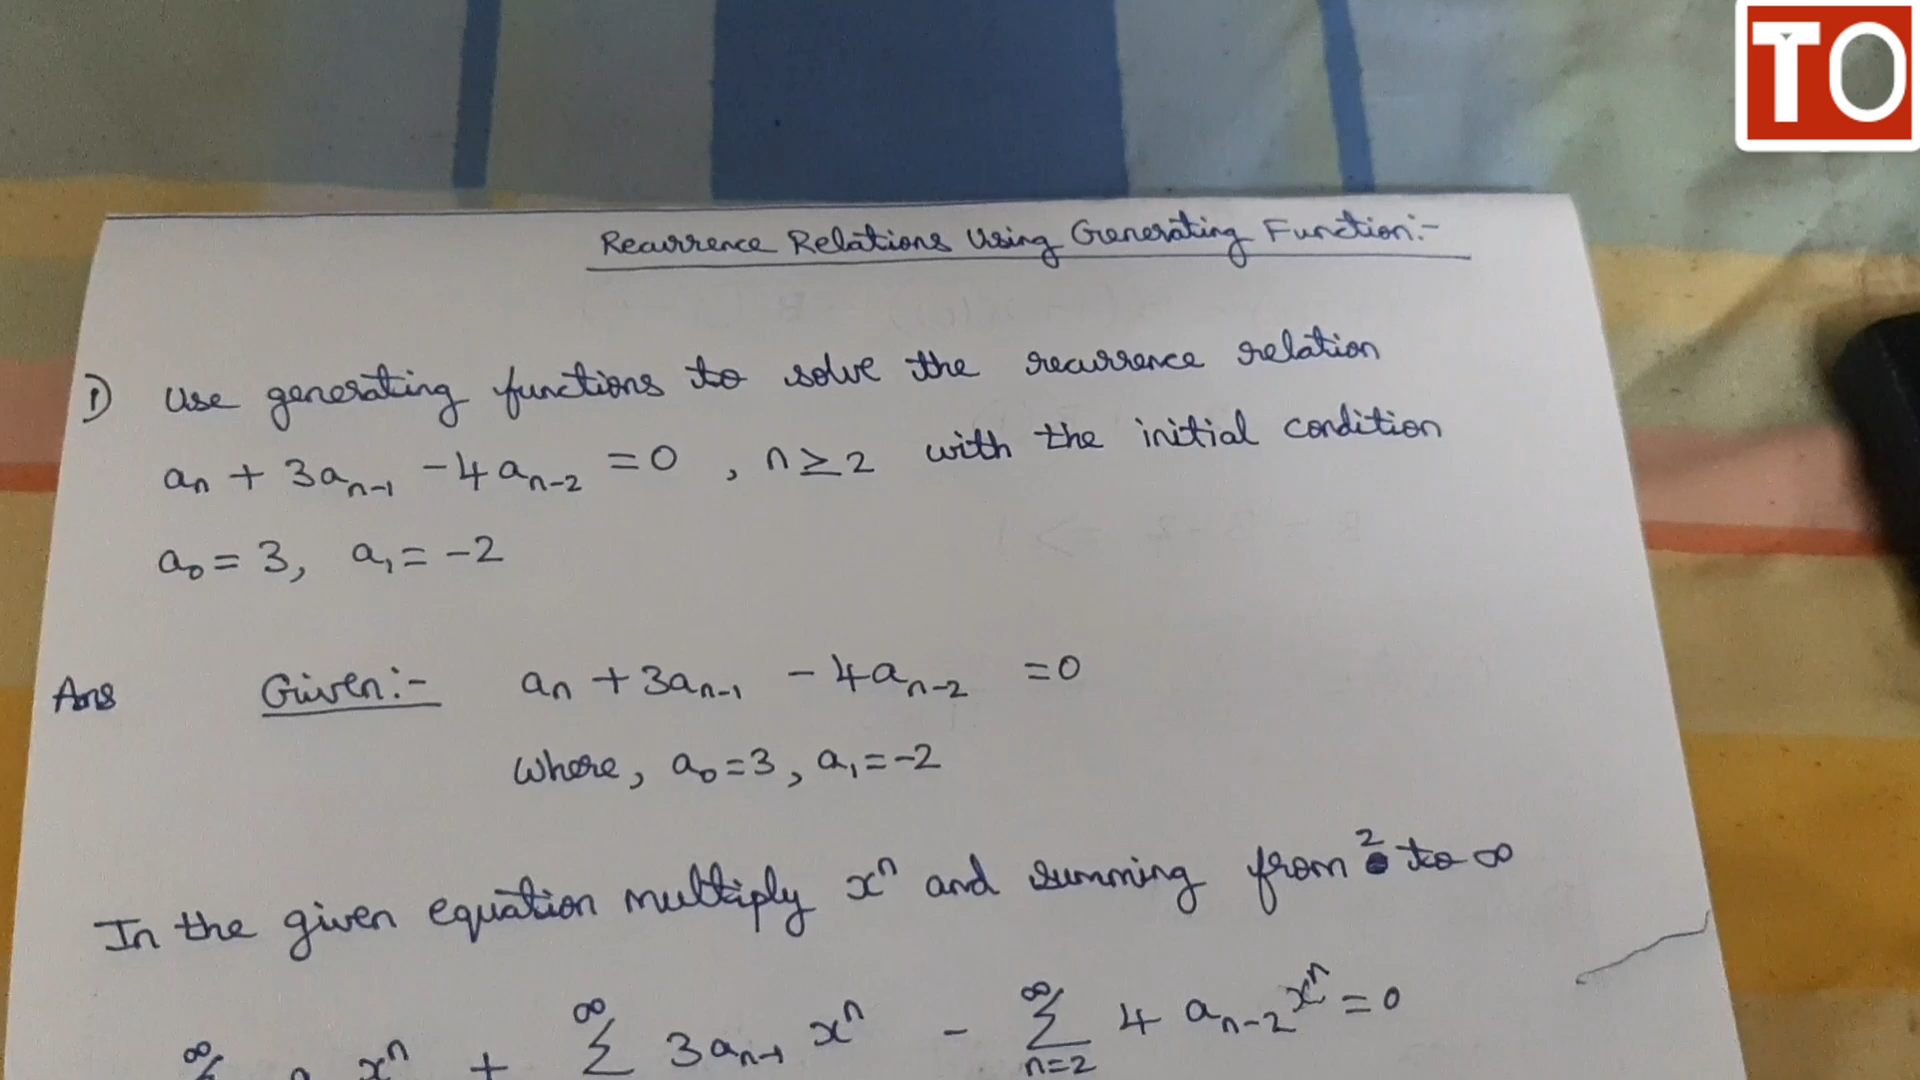 TO
Recurrence Relations Using Generating Function:-
1) Use generating functions to solve the recurrence relation
aₙ + 3aₙ₋₁ - 4aₙ₋₂ = 0 , n ≥ 2 with the initial condition
a₀ = 3, a₁ = -2
Ans Given:- aₙ + 3aₙ₋₁ - 4aₙ₋₂ = 0
Where, a₀ = 3, a₁ = -2
In the given equation multiply xⁿ and summing from 2 to ∞
∞ Σ xⁿ + ∞ Σ 3aₙ₋₁ xⁿ - ∞ Σ n=2 4 aₙ₋₂ xⁿ = 0